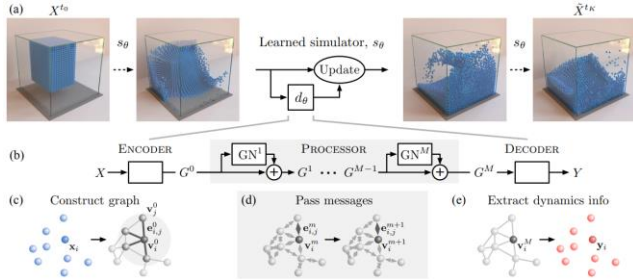 (a) X^{t_0} X̃^{t_K}
s_θ Learned simulator, s_θ s_θ
Update
d_θ
(b) ENCODER PROCESSOR DECODER
GN^1 GN^M
X G^0 G^1 ··· G^{M-1} G^M Y
(c) Construct graph (d) Pass messages (e) Extract dynamics info
v_j^0
e_{i,j}^0 e_{i,j}^m e_{i,j}^{m+1}
x_i v_i^0 v_i^m v_i^{m+1} v_i^M y_i